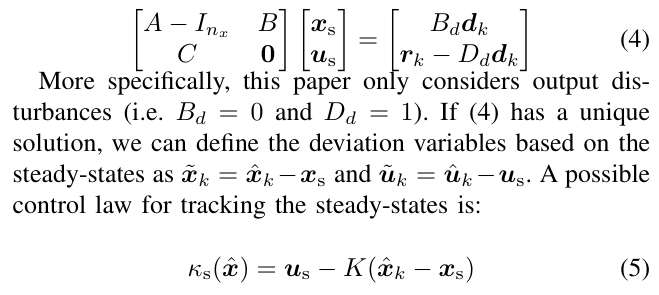 [A − I_{n_x} B; C 0] [x_s; u_s] = [B_d d_k; r_k − D_d d_k] (4)
More specifically, this paper only considers output dis-
turbances (i.e. B_d = 0 and D_d = 1). If (4) has a unique
solution, we can define the deviation variables based on the
steady-states as x̃_k = x̂_k − x_s and ũ_k = û_k − u_s. A possible
control law for tracking the steady-states is:
κ_s(x̂) = u_s − K(x̂_k − x_s) (5)